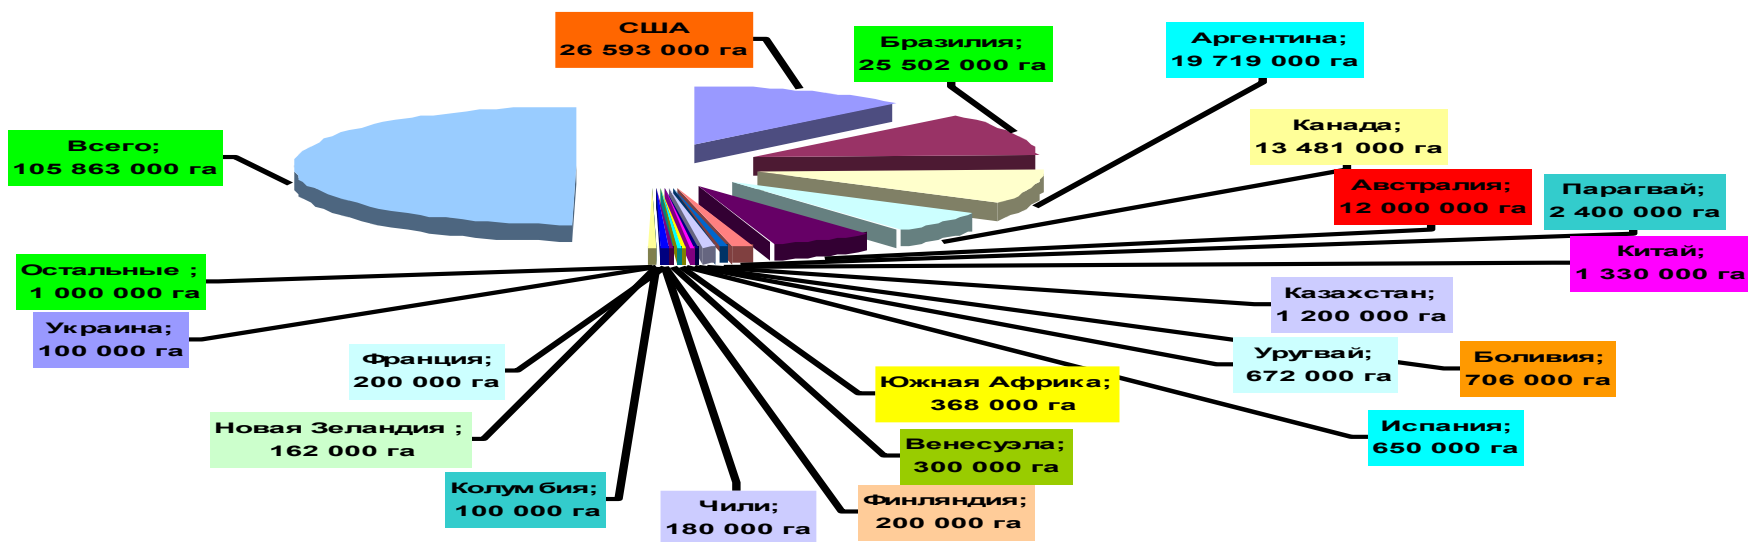 США
26 593 000 га
Бразилия;
25 502 000 га
Аргентина;
19 719 000 га
Канада;
13 481 000 га
Всего;
105 863 000 га
Австралия;
12 000 000 га
Парагвай;
2 400 000 га
Китай;
1 330 000 га
Остальные ;
1 000 000 га
Казахстан;
1 200 000 га
Украина;
100 000 га
Франция;
200 000 га
Уругвай;
672 000 га
Боливия;
706 000 га
Южная Африка;
368 000 га
Новая Зеландия ;
162 000 га
Испания;
650 000 га
Венесуэла;
300 000 га
Колумбия;
100 000 га
Чили;
180 000 га
Финляндия;
200 000 га